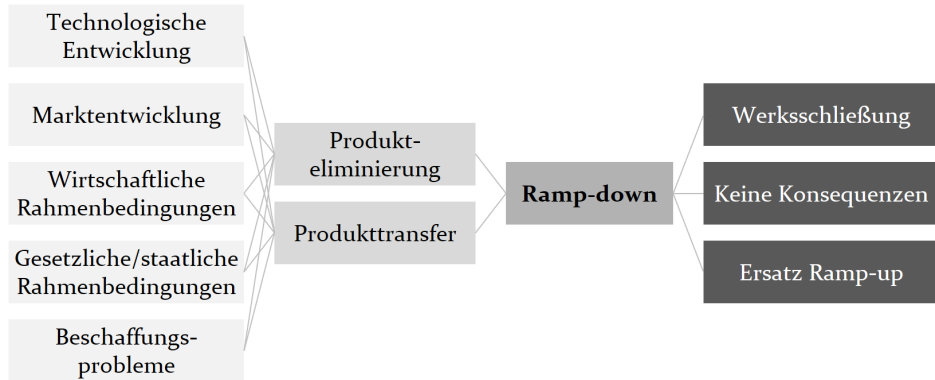 Technologische
Entwicklung
Marktentwicklung
Wirtschaftliche
Rahmenbedingungen
Gesetzliche/staatliche
Rahmenbedingungen
Beschaffungs-
probleme
Produkt-
eliminierung
Produkttransfer
Ramp-down
Werksschließung
Keine Konsequenzen
Ersatz Ramp-up